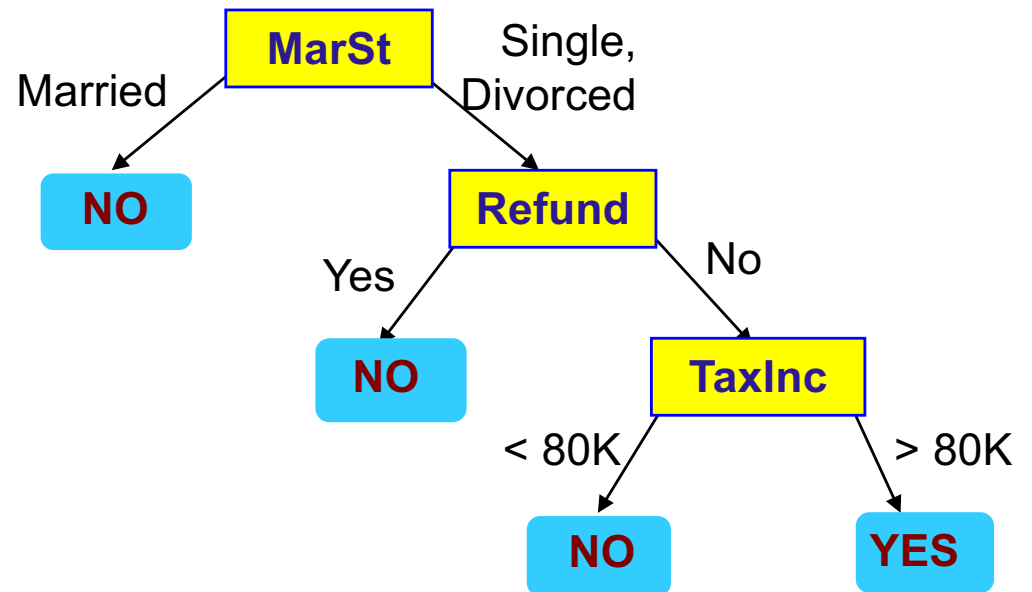 MarSt
Single,
Divorced
Married
NO
Refund
Yes
No
NO
TaxInc
< 80K
> 80K
NO
YES